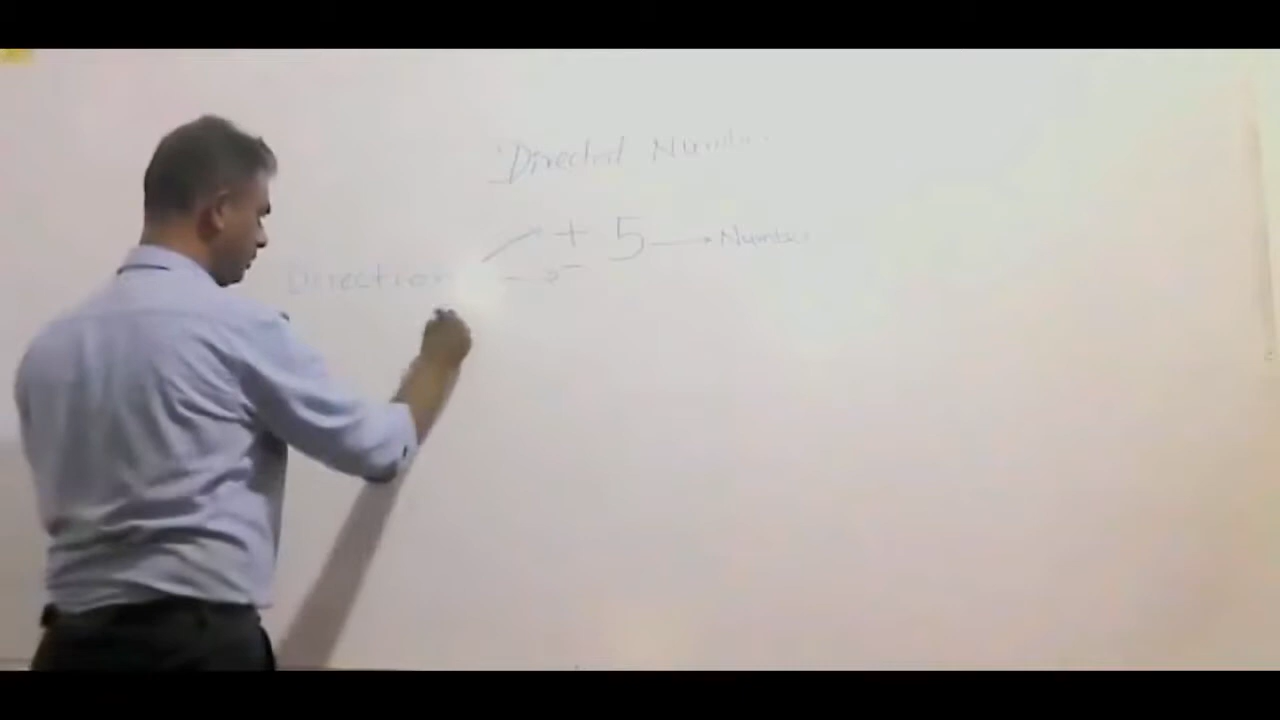 Directed Number
+ 5 → Number
Direction → -